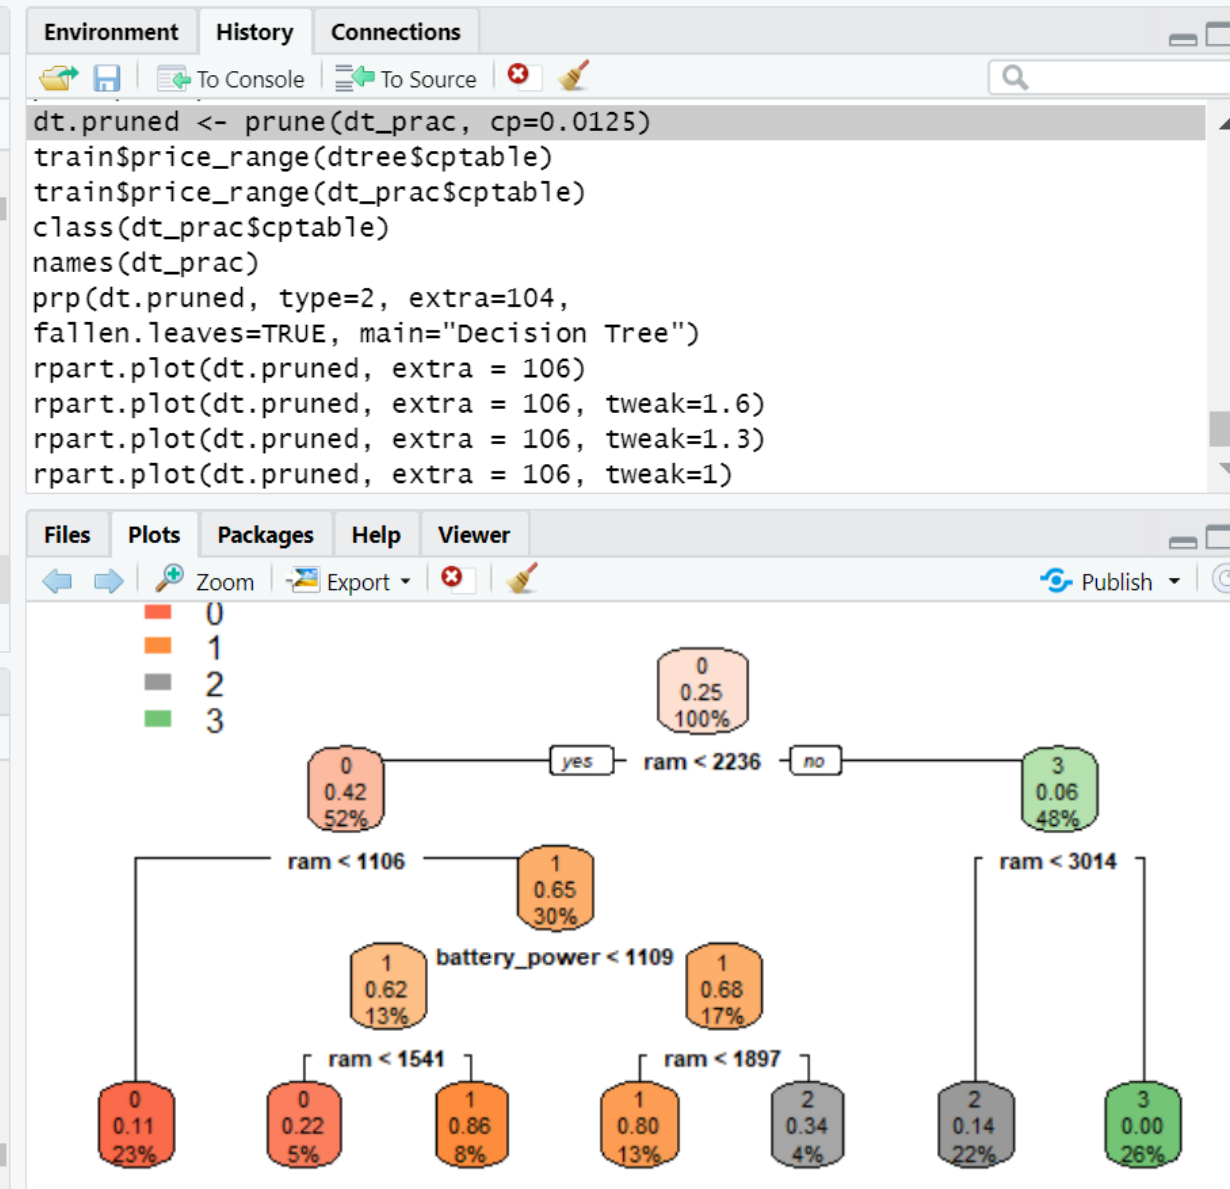 Environment History Connections
To Console To Source
dt.pruned <- prune(dt_prac, cp=0.0125)
train$price_range(dtree$cptable)
train$price_range(dt_prac$cptable)
class(dt_prac$cptable)
names(dt_prac)
prp(dt.pruned, type=2, extra=104,
fallen.leaves=TRUE, main="Decision Tree")
rpart.plot(dt.pruned, extra = 106)
rpart.plot(dt.pruned, extra = 106, tweak=1.6)
rpart.plot(dt.pruned, extra = 106, tweak=1.3)
rpart.plot(dt.pruned, extra = 106, tweak=1)
Files Plots Packages Help Viewer
Zoom Export Publish
0
1
2
3
0
0.25
100%
yes ram < 2236 no
0
0.42
52%
3
0.06
48%
ram < 1106
1
0.65
30%
ram < 3014
battery_power < 1109
1
0.62
13%
1
0.68
17%
ram < 1541
ram < 1897
0
0.11
23%
0
0.22
5%
1
0.86
8%
1
0.80
13%
2
0.34
4%
2
0.14
22%
3
0.00
26%